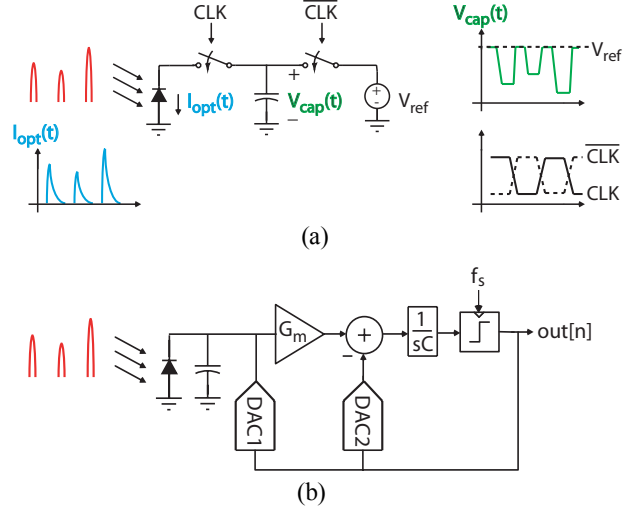 CLK
CLK
V_cap(t)
V_ref
+
I_opt(t)
V_cap(t)
+
-
V_ref
−
I_opt(t)
CLK
CLK
(a)
f_s
G_m
+
−
1
sC
out[n]
DAC1
DAC2
(b)